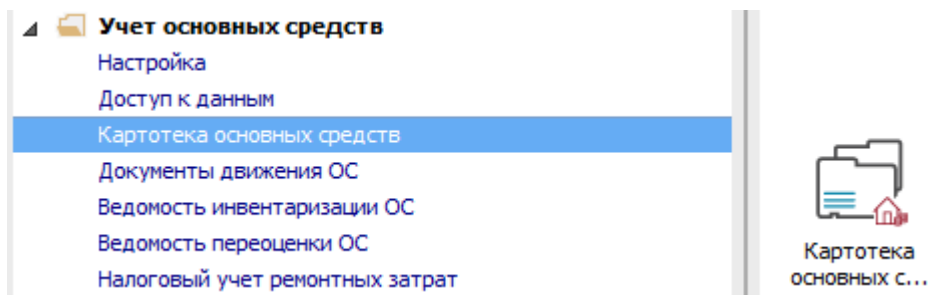 Учет основных средств
Настройка
Доступ к данным
Картотека основных средств
Документы движения ОС
Ведомость инвентаризации ОС
Ведомость переоценки ОС
Налоговый учет ремонтных затрат
Картотека
основных с...